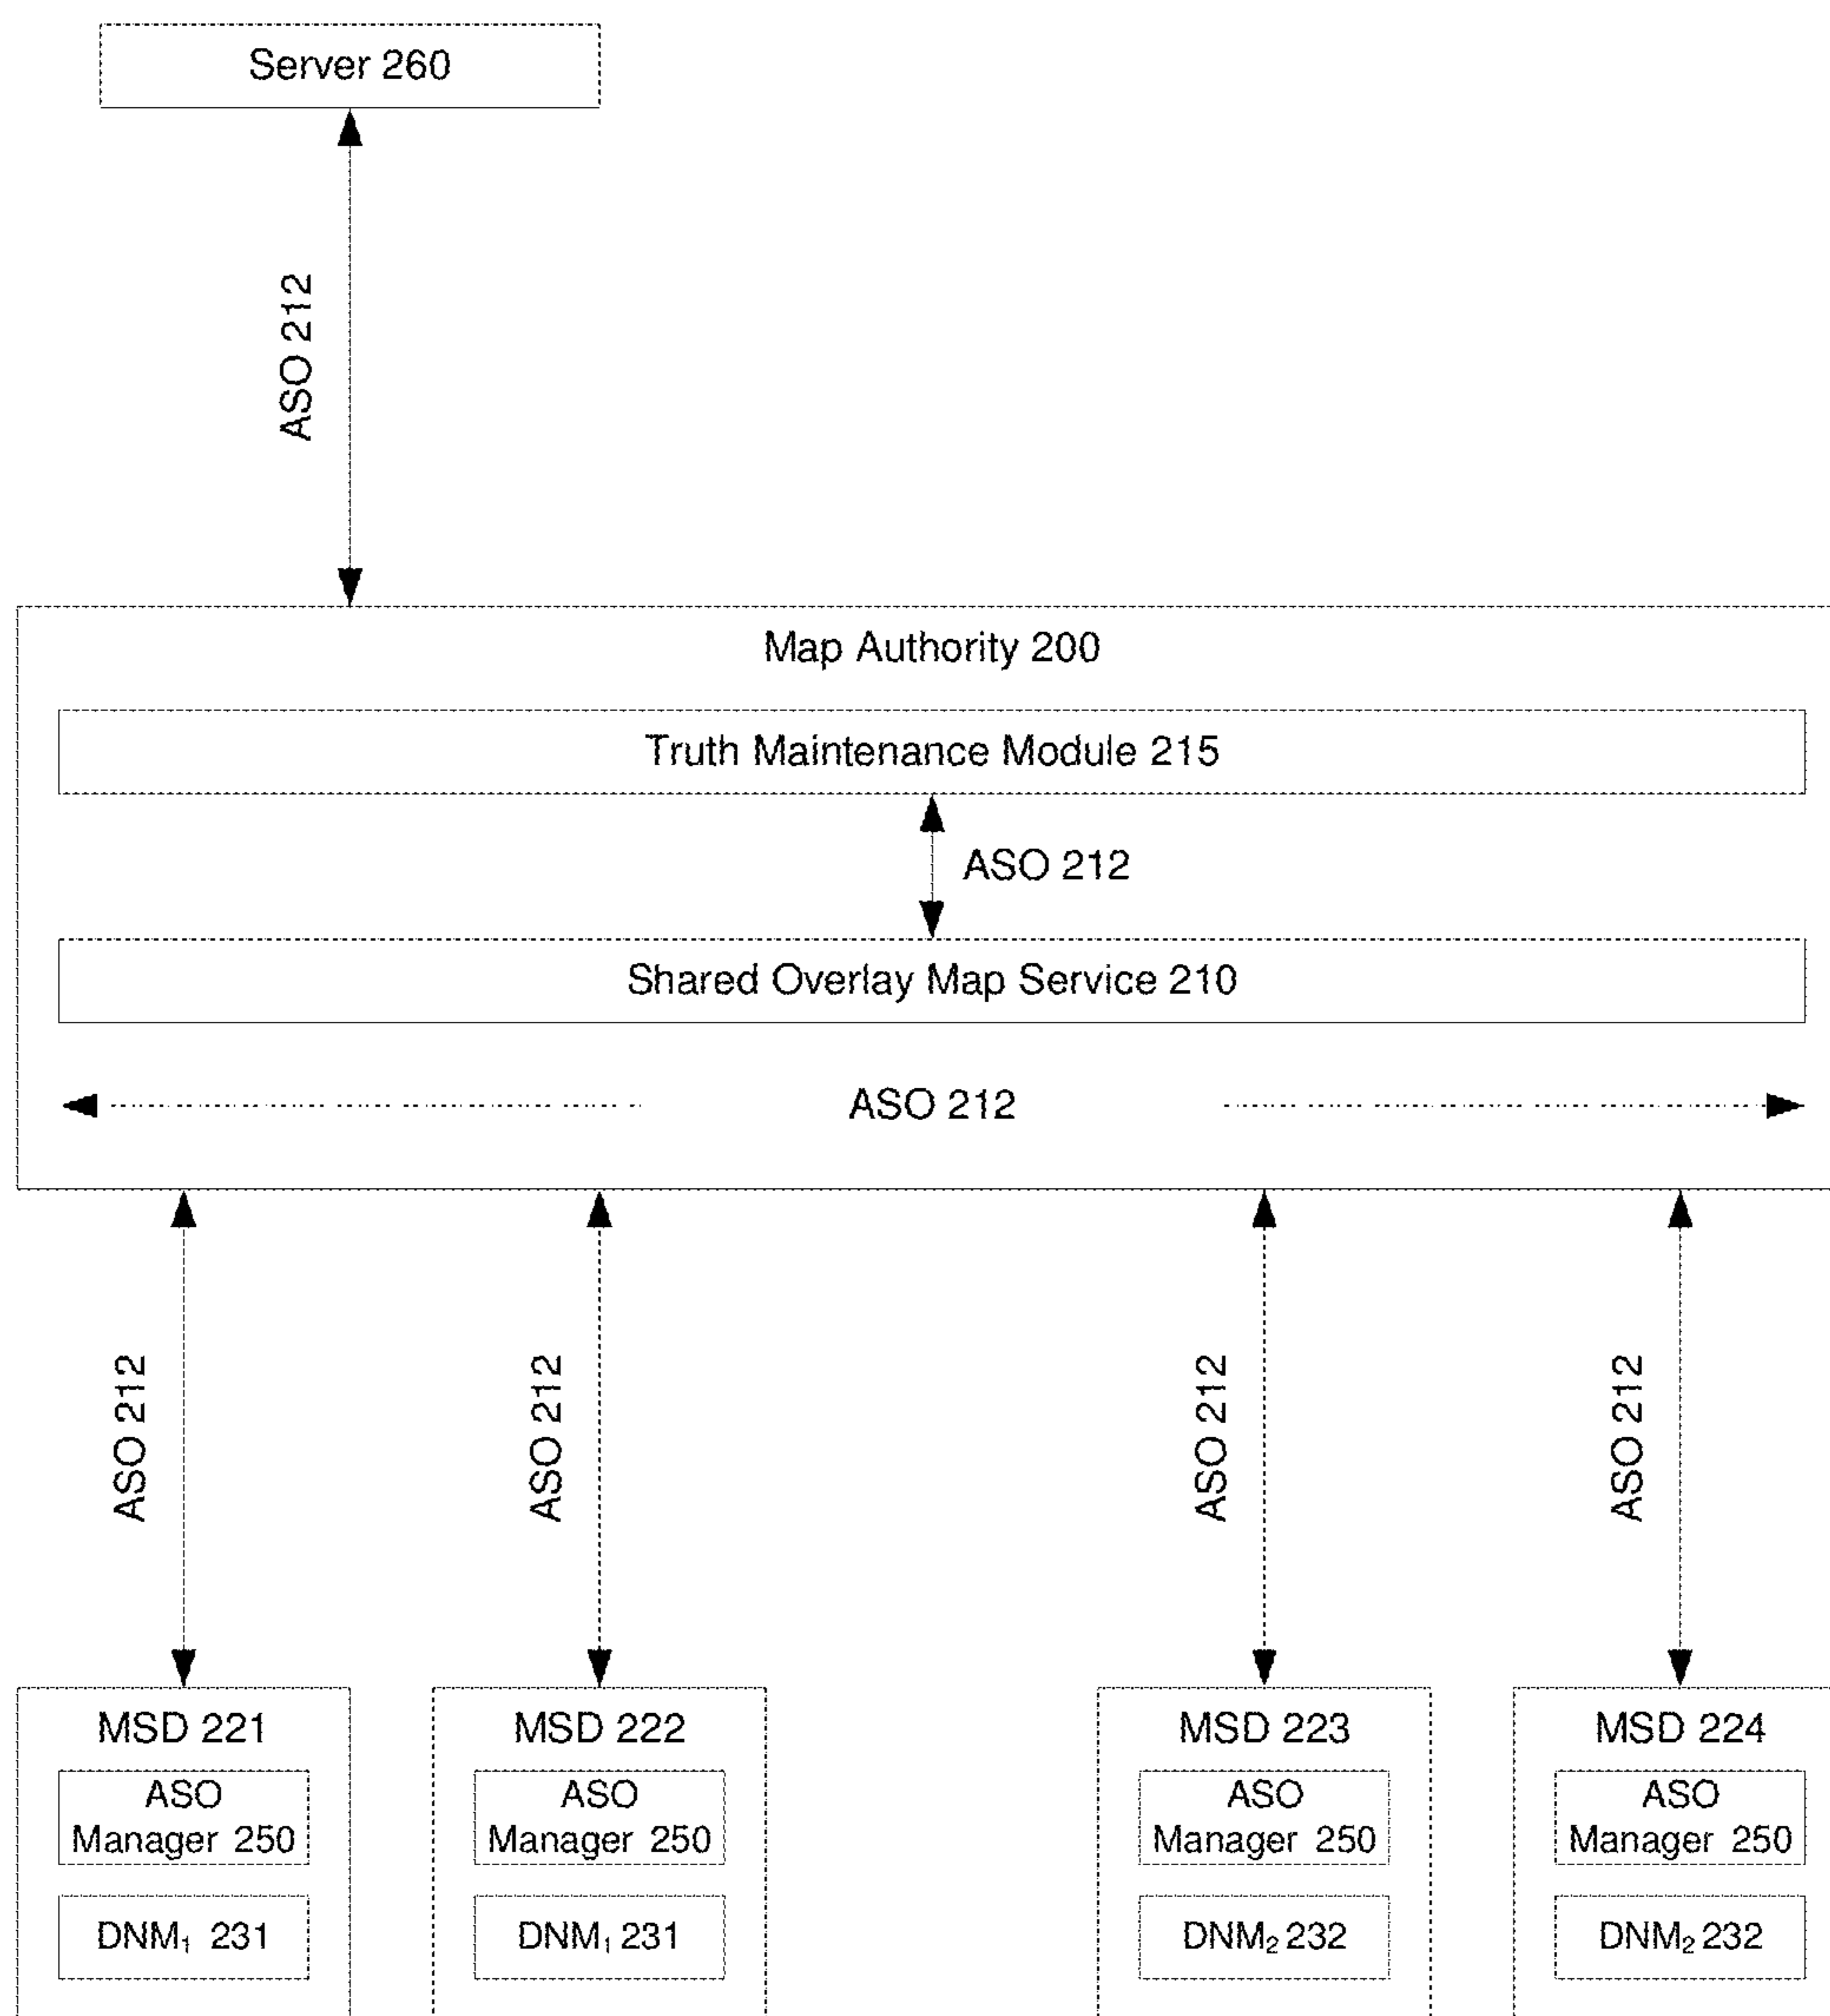 Server 260
ASO 212
Map Authority 200
Truth Maintenance Module 215
ASO 212
Shared Overlay Map Service 210
ASO 212
ASO 212
ASO 212
ASO 212
ASO 212
MSD 221
ASO
Manager 250
DNM₁ 231
MSD 222
ASO
Manager 250
DNM₁ 231
MSD 223
ASO
Manager 250
DNM₂ 232
MSD 224
ASO
Manager 250
DNM₂ 232